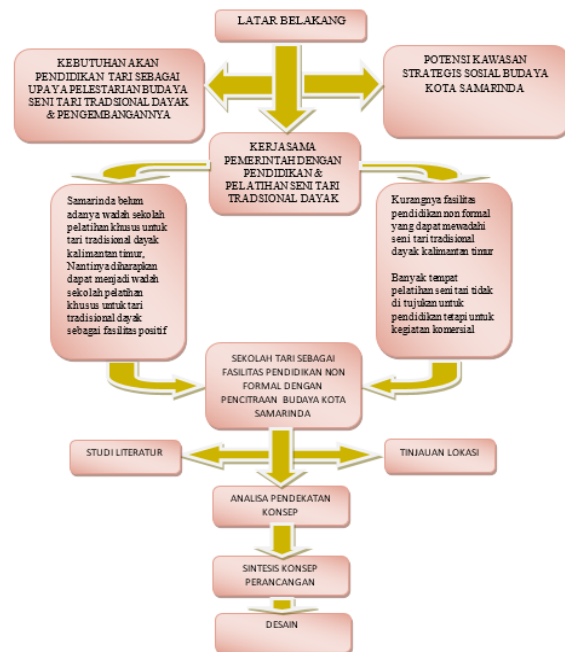 LATAR BELAKANG
KEBUTUHAN AKAN
PENDIDIKAN TARI SEBAGAI
UPAYA PELESTARIAN BUDAYA
SENI TARI TRADSIONAL DAYAK
& PENGEMBANGANNYA
POTENSI KAWASAN
STRATEGIS SOSIAL BUDAYA
KOTA SAMARINDA
KERJASAMA
PEMERINTAH DENGAN
PENDIDIKAN &
PELATIHAN SENI TARI
TRADSIONAL DAYAK
Samarinda belum
adanya wadah sekolah
pelatihan khusus untuk
tari tradisional dayak
kalimantan timur,
Nantinya diharapkan
dapat menjadi wadah
sekolah pelatihan
khusus untuk tari
tradisional dayak
sebagai fasilitas positif
Kurangnya fasilitas
pendidikan non formal
yang dapat mewadahi
seni tari tradisional
dayak kalimantan timur
Banyak tempat
pelatihan seni tari tidak
di tujukan untuk
pendidikan tetapi untuk
kegiatan komersial
SEKOLAH TARI SEBAGAI
FASILITAS PENDIDIKAN NON
FORMAL DENGAN
PENCITRAAN BUDAYA KOTA
SAMARINDA
STUDI LITERATUR
TINJAUAN LOKASI
ANALISA PENDEKATAN
KONSEP
SINTESIS KONSEP
PERANCANGAN
DESAIN